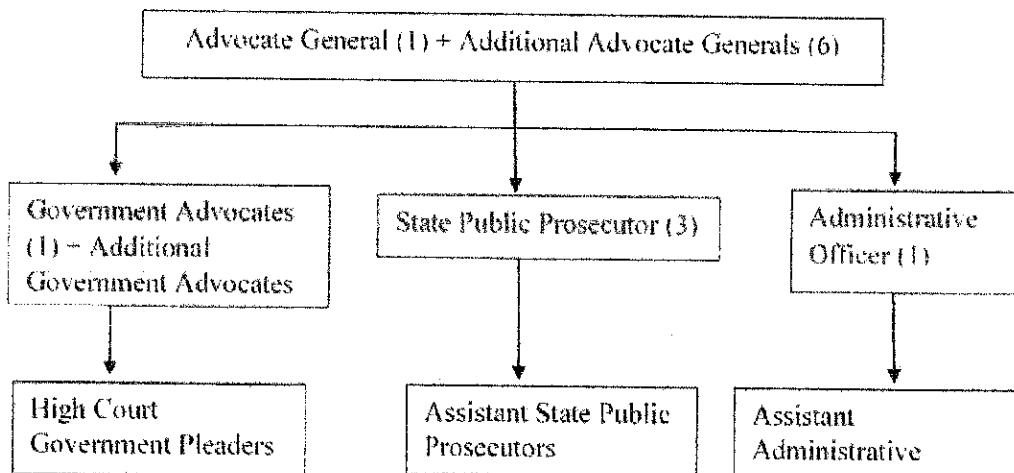 Advocate General (1) + Additional Advocate Generals (6)
Government Advocates
(1) + Additional
Government Advocates
State Public Prosecutor (3)
Administrative
Officer (1)
High Court
Government Pleaders
Assistant State Public
Prosecutors
Assistant
Administrative